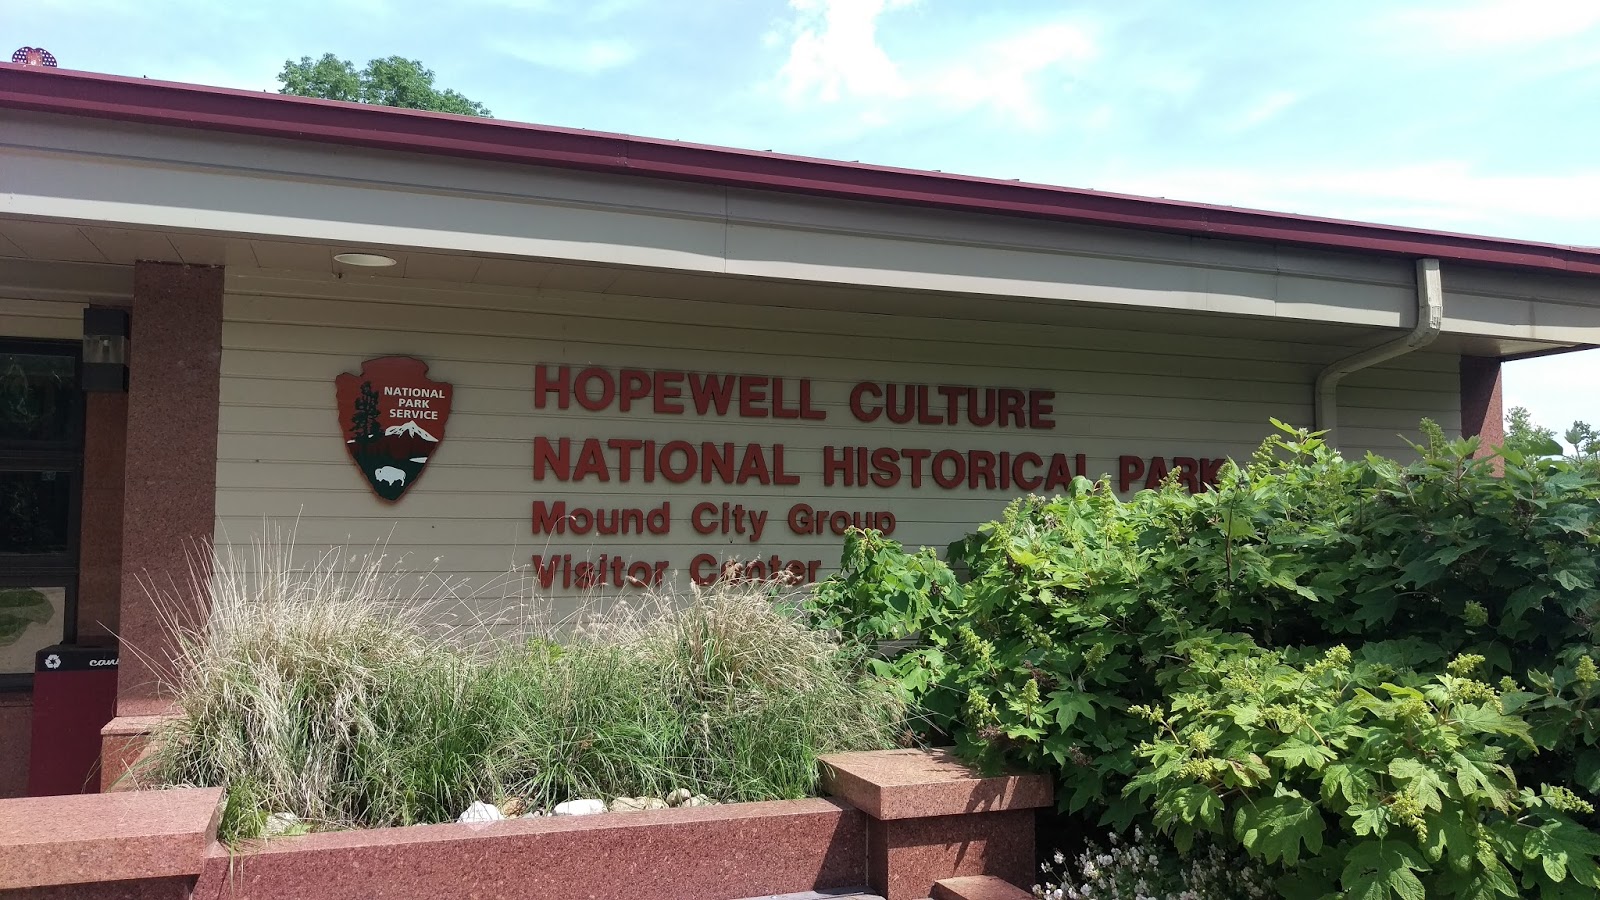 NATIONAL
PARK
SERVICE
HOPEWELL CULTURE
NATIONAL HISTORICAL PARK
Mound City Group
Visitor Center